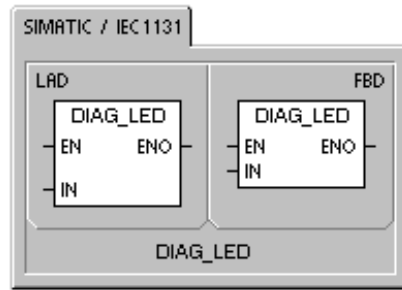 SIMATIC / IEC1131
LAD
FBD
DIAG_LED
EN ENO
IN
DIAG_LED
EN ENO
IN
DIAG_LED